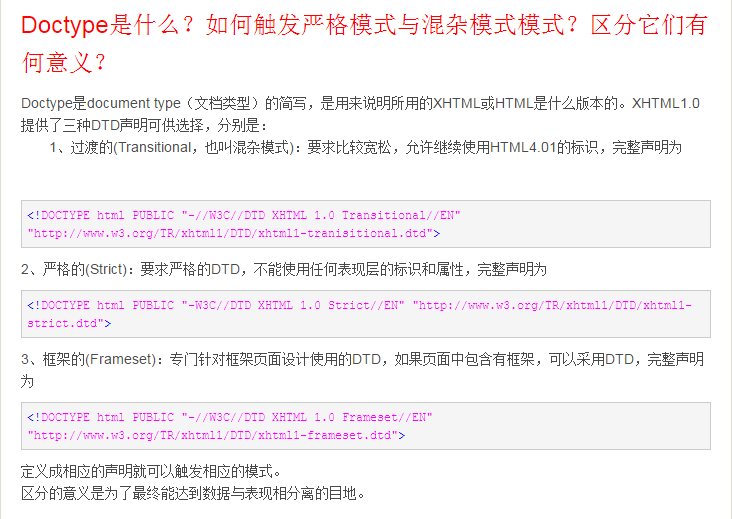 Doctype是什么？如何触发严格模式与混杂模式模式？区分它们有
何意义？
Doctype是document type（文档类型）的简写，是用来说明所用的XHTML或HTML是什么版本的。XHTML1.0
提供了三种DTD声明可供选择，分别是：
1、过渡的(Transitional，也叫混杂模式)：要求比较宽松，允许继续使用HTML4.01的标识，完整声明为
<!DOCTYPE html PUBLIC "-//W3C//DTD XHTML 1.0 Transitional//EN"
"http://www.w3.org/TR/xhtml1/DTD/xhtml1-tranisitional.dtd">
2、严格的(Strict)：要求严格的DTD，不能使用任何表现层的标识和属性，完整声明为
<!DOCTYPE html PUBLIC "-W3C//DTD XHTML 1.0 Strict//EN" "http://www.w3.org/TR/xhtml1/DTD/xhtml1-
strict.dtd">
3、框架的(Frameset)：专门针对框架页面设计使用的DTD，如果页面中包含有框架，可以采用DTD，完整声明
为
<!DOCTYPE html PUBLIC "-//W3C//DTD XHTML 1.0 Frameset//EN"
"http://www.w3.org/TR/xhtml1/DTD/xhtml1-frameset.dtd">
定义成相应的声明就可以触发相应的模式。
区分的意义是为了最终能达到数据与表现相分离的目地。